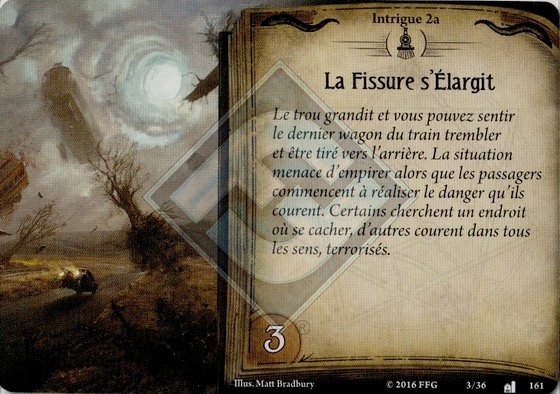 Intrigue 2a
La Fissure s'Élargit
Le trou grandit et vous pouvez sentir
le dernier wagon du train trembler
et être tiré vers l'arrière. La situation
menace d'empirer alors que les passagers
commencent à réaliser le danger qu'ils
courent. Certains cherchent un endroit
où se cacher, d'autres courent dans tous
les sens, terrorisés.
3
Illus. Matt Bradbury © 2016 FFG 3/36 161